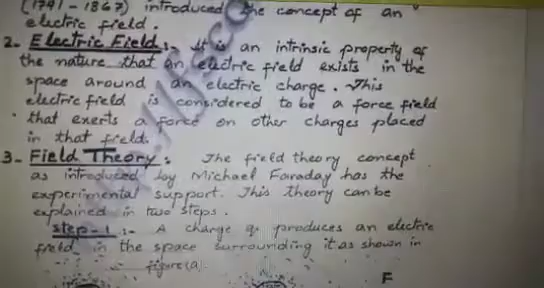 (1791 - 1867) introduced the concept of an
electric field.
2- Electric Field :- It is an intrinsic property of
the nature that an electric field exists in the
space around an electric charge. This
electric field is considered to be a force field
that exerts a force on other charges placed
in that field.
3- Field Theory : The field theory concept
as introduced by Michael Faraday has the
experimental support. This theory can be
explained in two steps.
Step-1 :- A charge q produces an electric
field in the space surrounding it as shown in
figure (a)
F